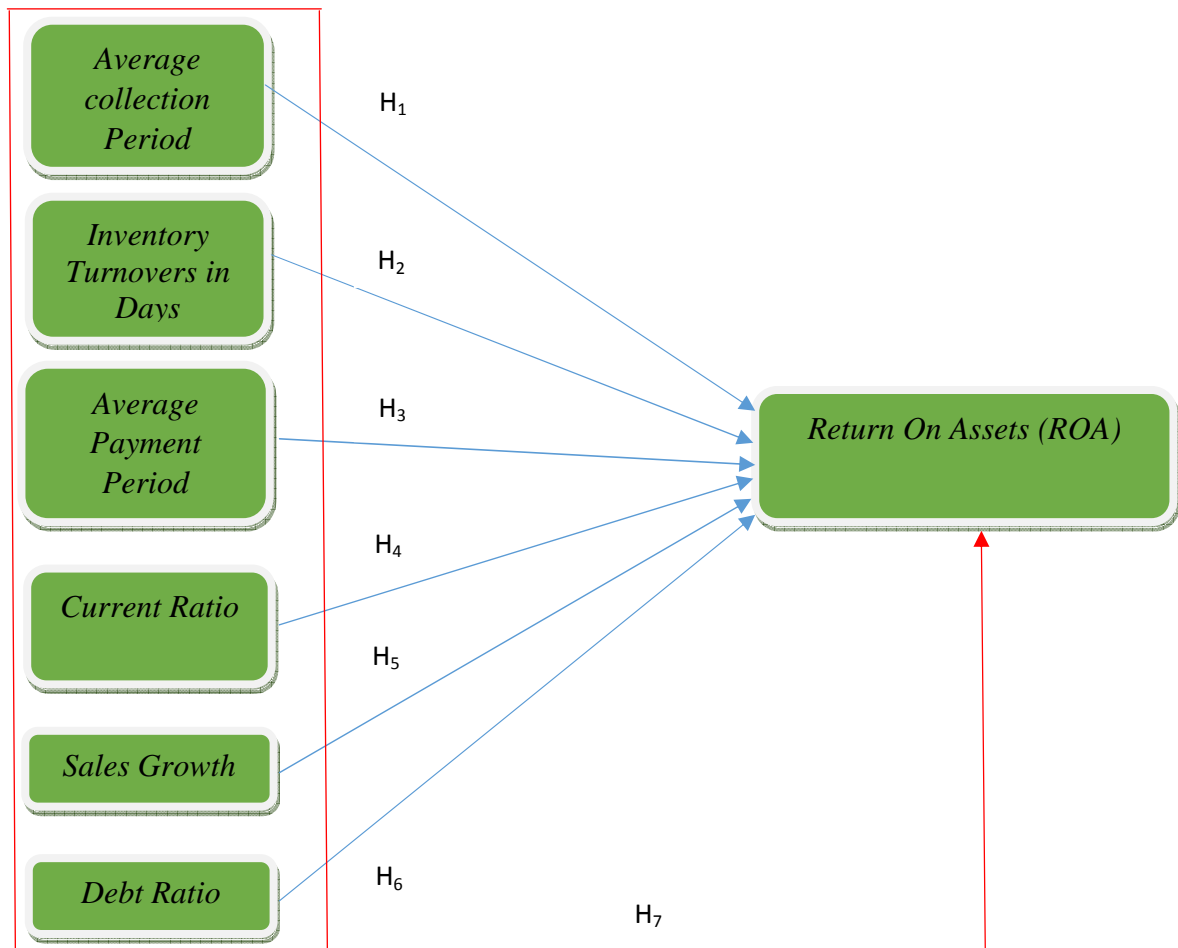 Average
collection
Period
H₁
Inventory
Turnovers in
Days
H₂
Average
Payment
Period
H₃
Return On Assets (ROA)
H₄
Current Ratio
H₅
Sales Growth
Debt Ratio
H₆
H₇